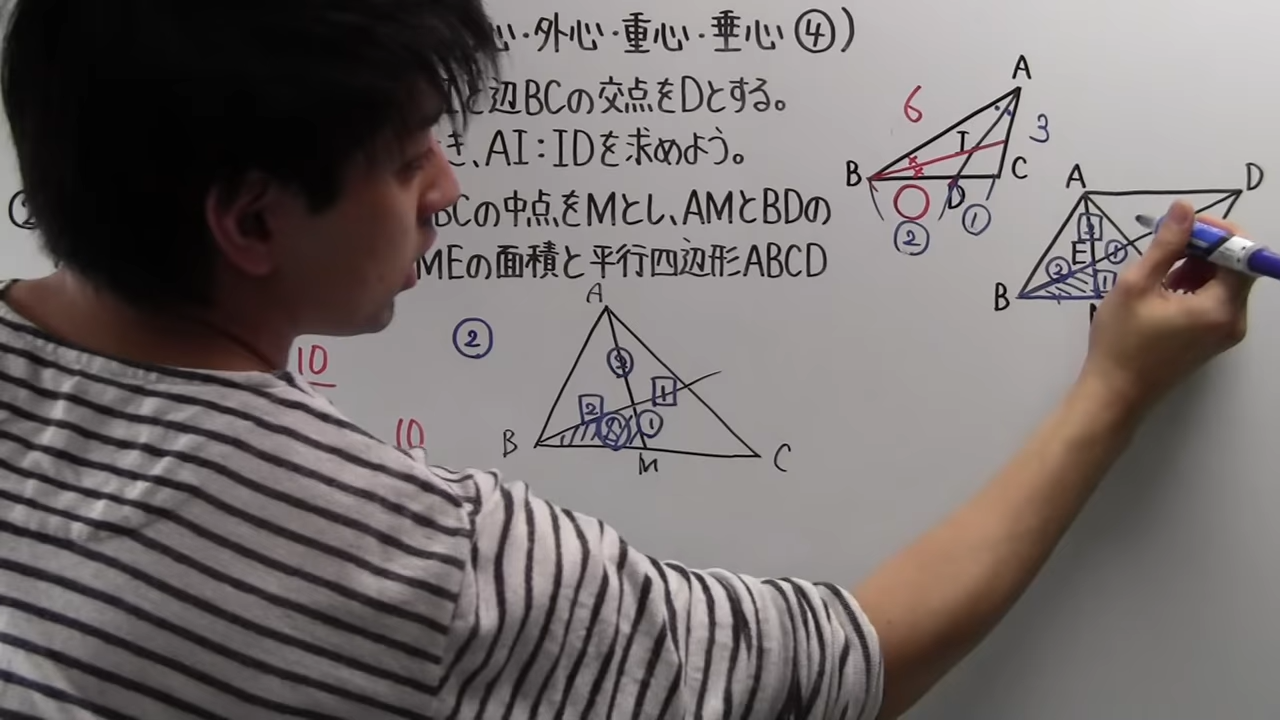 心・外心・重心・垂心④)
Iと辺BCの交点をDとする。
き、AI:IDを求めよう。
②
BCの中点をMとし、AMとBDの
MEの面積と平行四辺形ABCD
10
10
②
A
B
M
C
2
1
1
A
6
3
I
B
D
C
②
①
A
D
E
②
①
1
B